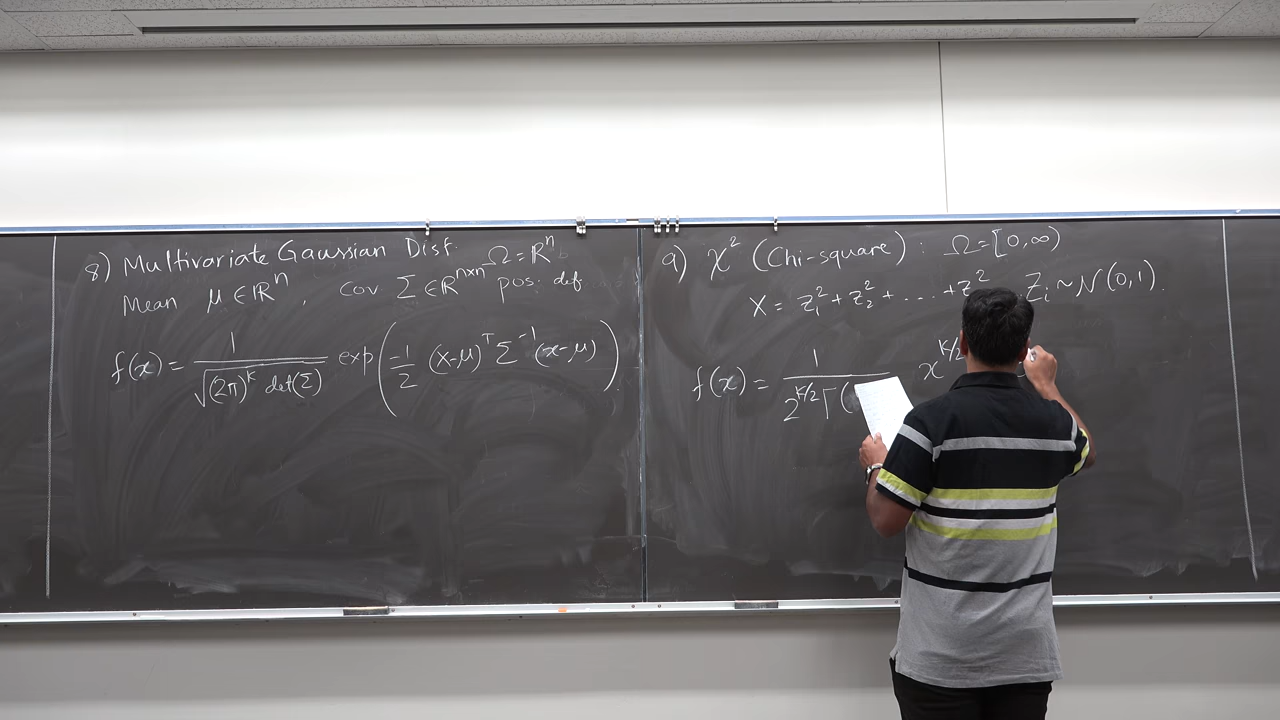 8) Multivariate Gaussian Dist. Ω=ℝⁿ
Mean μ∈ℝⁿ, cov Σ∈ℝⁿˣⁿ pos. def
f(x) = 1/√((2π)ᵏ det(Σ)) exp(-1/2 (x-μ)ᵀ Σ⁻¹ (x-μ))
9) χ² (Chi-square) : Ω=[0,∞)
X = Z₁² + Z₂² + .... + Z² Zᵢ ~ N(0,1).
f(x) = 1/2^(k/2) Γ( x^(k/2